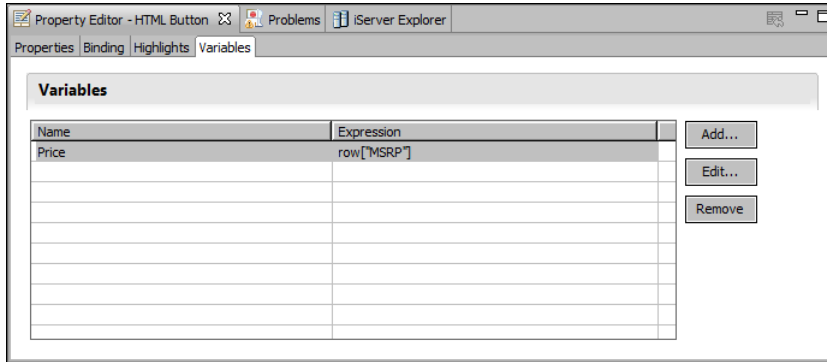 Property Editor - HTML Button Problems iServer Explorer
Properties Binding Highlights Variables
Variables
Name Expression Add...
Price row["MSRP"]
Edit...
Remove